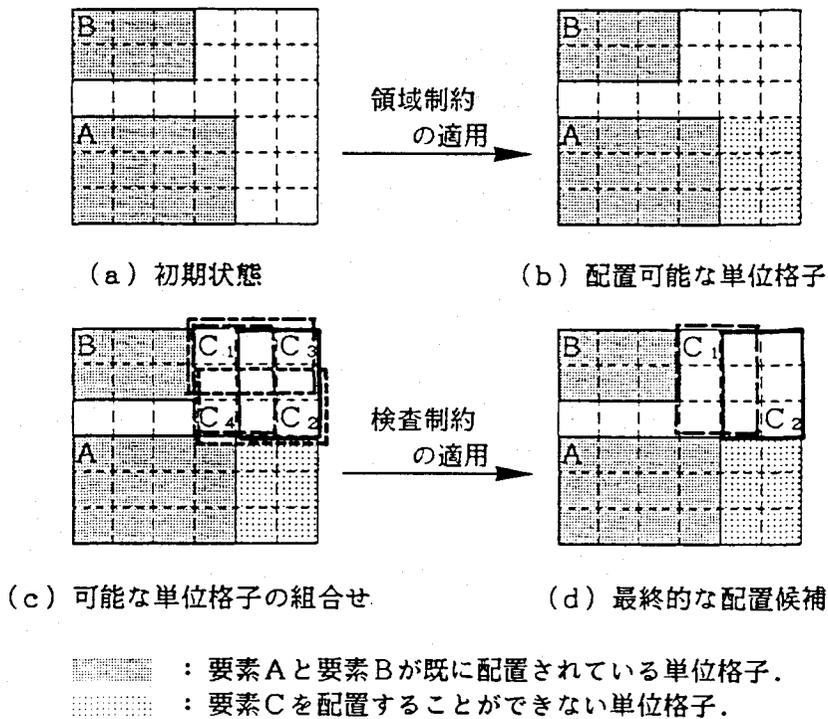 B
A
領域制約
の適用
B
A
(a) 初期状態
(b) 配置可能な単位格子
B
C1
C3
C4
C2
A
検査制約
の適用
B
C1
C2
A
(c) 可能な単位格子の組合せ
(d) 最終的な配置候補
：要素Aと要素Bが既に配置されている単位格子．
：要素Cを配置することができない単位格子．